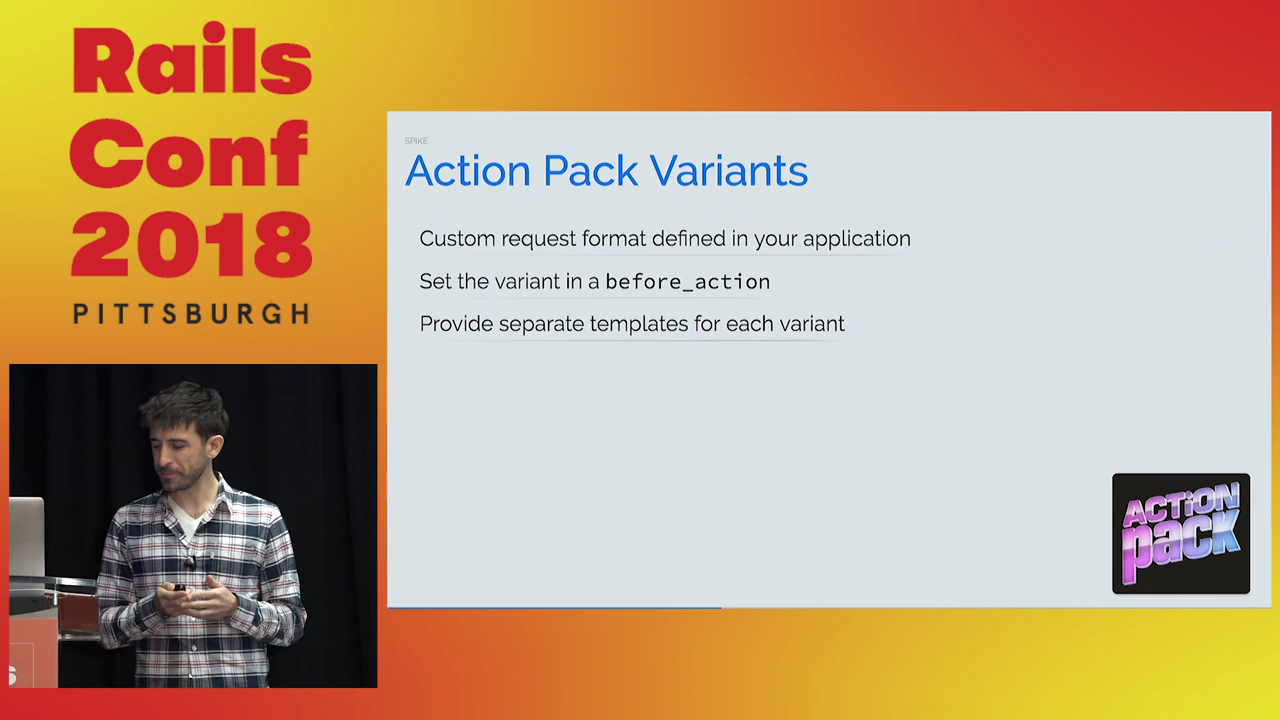 Rails
Conf
2018
PITTSBURGH
SPIKE
Action Pack Variants
Custom request format defined in your application
Set the variant in a before_action
Provide separate templates for each variant
ACTION
pack
S